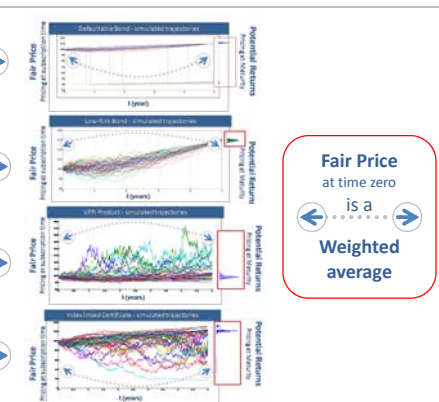 Defaultable Bond - simulated trajectories
Fair Price
Pricing at subscription time
Potential Returns
Pricing at Maturity
t (years)
Low-Risk Bond - simulated trajectories
Fair Price
Pricing at subscription time
Potential Returns
Pricing at Maturity
t (years)
VPPI Product - simulated trajectories
Fair Price
Pricing at subscription time
Potential Returns
Pricing at Maturity
t (years)
Index linked Certificate - simulated trajectories
Fair Price
Pricing at subscription time
Potential Returns
Pricing at Maturity
t (years)
Fair Price
at time zero
is a
Weighted
average